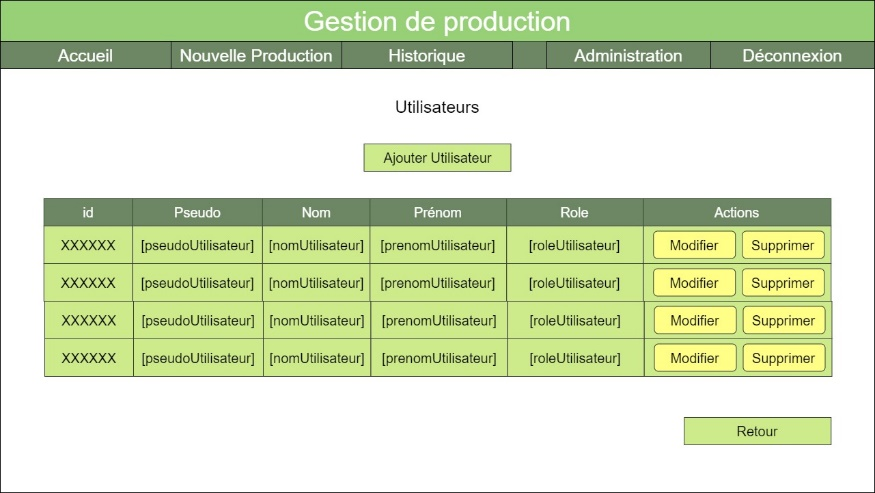 Gestion de production
Accueil Nouvelle Production Historique Administration Déconnexion
Utilisateurs
Ajouter Utilisateur
id Pseudo Nom Prénom Role Actions
XXXXXX [pseudoUtilisateur] [nomUtilisateur] [prenomUtilisateur] [roleUtilisateur] Modifier Supprimer
XXXXXX [pseudoUtilisateur] [nomUtilisateur] [prenomUtilisateur] [roleUtilisateur] Modifier Supprimer
XXXXXX [pseudoUtilisateur] [nomUtilisateur] [prenomUtilisateur] [roleUtilisateur] Modifier Supprimer
XXXXXX [pseudoUtilisateur] [nomUtilisateur] [prenomUtilisateur] [roleUtilisateur] Modifier Supprimer
Retour